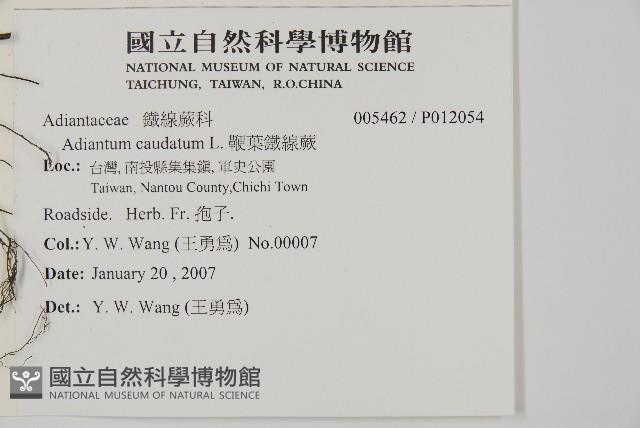 國立自然科學博物館
NATIONAL MUSEUM OF NATURAL SCIENCE
TAICHUNG, TAIWAN, R.O.CHINA
Adiantaceae 鐵線蕨科 005462 / P012054
Adiantum caudatum L. 鞭葉鐵線蕨
Loc.: 台灣, 南投縣集集鎮, 軍史公園
Taiwan, Nantou County,Chichi Town
Roadside. Herb. Fr. 孢子.
Col.: Y. W. Wang (王勇爲) No.00007
Date: January 20 , 2007
Det.: Y. W. Wang (王勇爲)
國立自然科學博物館
NATIONAL MUSEUM OF NATURAL SCIENCE